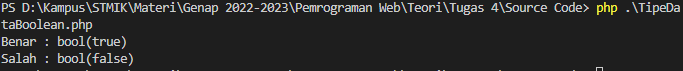 PS D:\Kampus\STMIK\Materi\Genap 2022-2023\Pemrograman Web\Teori\Tugas 4\Source Code> php .\TipeDa
taBoolean.php
Benar : bool(true)
Salah : bool(false)